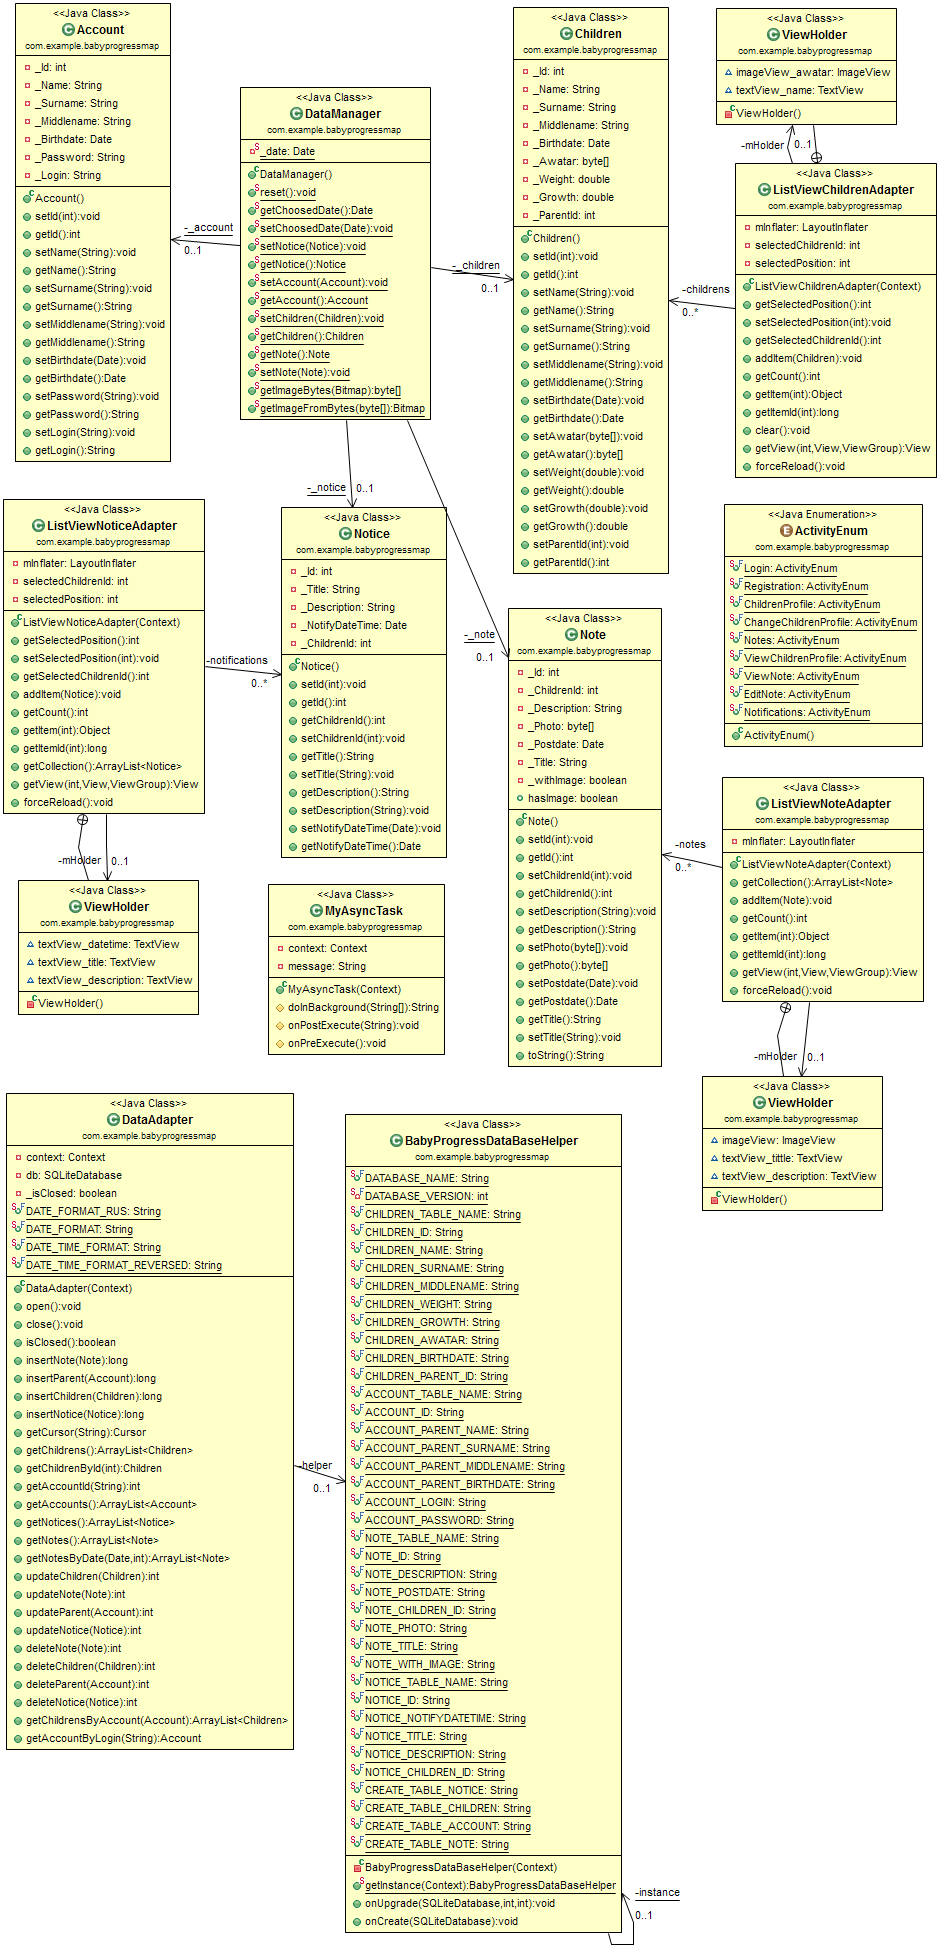 <<Java Class>>
Account
com.example.babyprogressmap
_Id: int
_Name: String
_Surname: String
_Middlename: String
_Birthdate: Date
_Password: String
_Login: String
Account()
setId(int):void
getId():int
setName(String):void
getName():String
setSurname(String):void
getSurname():String
setMiddlename(String):void
getMiddlename():String
setBirthdate(Date):void
getBirthdate():Date
setPassword(String):void
getPassword():String
setLogin(String):void
getLogin():String
-_account
0..1
<<Java Class>>
DataManager
com.example.babyprogressmap
_date: Date
DataManager()
reset():void
getChoosedDate():Date
setChoosedDate(Date):void
setNotice(Notice):void
getNotice():Notice
setAccount(Account):void
getAccount():Account
setChildren(Children):void
getChildren():Children
getNote():Note
setNote(Note):void
getImageBytes(Bitmap):byte[]
getImageFromBytes(byte[]):Bitmap
-_children
0..1
<<Java Class>>
Children
com.example.babyprogressmap
_Id: int
_Name: String
_Surname: String
_Middlename: String
_Birthdate: Date
_Awatar: byte[]
_Weight: double
_Growth: double
_ParentId: int
Children()
setId(int):void
getId():int
setName(String):void
getName():String
setSurname(String):void
getSurname():String
setMiddlename(String):void
getMiddlename():String
setBirthdate(Date):void
getBirthdate():Date
setAwatar(byte[]):void
getAwatar():byte[]
setWeight(double):void
getWeight():double
setGrowth(double):void
getGrowth():double
setParentId(int):void
getParentId():int
<<Java Class>>
ViewHolder
com.example.babyprogressmap
imageView_awatar: ImageView
textView_name: TextView
ViewHolder()
-mHolder
0..1
<<Java Class>>
ListViewChildrenAdapter
com.example.babyprogressmap
mInflater: LayoutInflater
selectedChildrenId: int
selectedPosition: int
ListViewChildrenAdapter(Context)
getSelectedPosition():int
setSelectedPosition(int):void
getSelectedChildrenId():int
addItem(Children):void
getCount():int
getItem(int):Object
getItemId(int):long
clear():void
getView(int,View,ViewGroup):View
forceReload():void
-childrens
0..*
-_notice
0..1
<<Java Class>>
ListViewNoticeAdapter
com.example.babyprogressmap
mInflater: LayoutInflater
selectedChildrenId: int
selectedPosition: int
ListViewNoticeAdapter(Context)
getSelectedPosition():int
setSelectedPosition(int):void
getSelectedChildrenId():int
addItem(Notice):void
getCount():int
getItem(int):Object
getItemId(int):long
getCollection():ArrayList<Notice>
getView(int,View,ViewGroup):View
forceReload():void
-notifications
0..*
<<Java Class>>
Notice
com.example.babyprogressmap
_Id: int
_Title: String
_Description: String
_NotifyDateTime: Date
_ChildrenId: int
Notice()
setId(int):void
getId():int
getChildrenId():int
setChildrenId(int):void
getTitle():String
setTitle(String):void
getDescription():String
setDescription(String):void
setNotifyDateTime(Date):void
getNotifyDateTime():Date
<<Java Enumeration>>
ActivityEnum
com.example.babyprogressmap
Login: ActivityEnum
Registration: ActivityEnum
ChildrenProfile: ActivityEnum
ChangeChildrenProfile: ActivityEnum
Notes: ActivityEnum
ViewChildrenProfile: ActivityEnum
ViewNote: ActivityEnum
EditNote: ActivityEnum
Notifications: ActivityEnum
ActivityEnum()
-_note
0..1
<<Java Class>>
Note
com.example.babyprogressmap
_Id: int
_ChildrenId: int
_Description: String
_Photo: byte[]
_Postdate: Date
_Title: String
_withImage: boolean
hasImage: boolean
Note()
setId(int):void
getId():int
setChildrenId(int):void
getChildrenId():int
setDescription(String):void
getDescription():String
setPhoto(byte[]):void
getPhoto():byte[]
setPostdate(Date):void
getPostdate():Date
getTitle():String
setTitle(String):void
toString():String
-notes
0..*
<<Java Class>>
ListViewNoteAdapter
com.example.babyprogressmap
mInflater: LayoutInflater
ListViewNoteAdapter(Context)
getCollection():ArrayList<Note>
addItem(Note):void
getCount():int
getItem(int):Object
getItemId(int):long
getView(int,View,ViewGroup):View
forceReload():void
-mHolder
0..1
<<Java Class>>
ViewHolder
com.example.babyprogressmap
textView_datetime: TextView
textView_title: TextView
textView_description: TextView
ViewHolder()
<<Java Class>>
MyAsyncTask
com.example.babyprogressmap
context: Context
message: String
MyAsyncTask(Context)
doInBackground(String[]):String
onPostExecute(String):void
onPreExecute():void
-mHolder
0..1
<<Java Class>>
ViewHolder
com.example.babyprogressmap
imageView: ImageView
textView_tittle: TextView
textView_description: TextView
ViewHolder()
<<Java Class>>
DataAdapter
com.example.babyprogressmap
context: Context
db: SQLiteDatabase
_isClosed: boolean
DATE_FORMAT_RUS: String
DATE_FORMAT: String
DATE_TIME_FORMAT: String
DATE_TIME_FORMAT_REVERSED: String
DataAdapter(Context)
open():void
close():void
isClosed():boolean
insertNote(Note):long
insertParent(Account):long
insertChildren(Children):long
insertNotice(Notice):long
getCursor(String):Cursor
getChildrens():ArrayList<Children>
getChildrenById(int):Children
getAccountId(String):int
getAccounts():ArrayList<Account>
getNotices():ArrayList<Notice>
getNotes():ArrayList<Note>
getNotesByDate(Date,int):ArrayList<Note>
updateChildren(Children):int
updateNote(Note):int
updateParent(Account):int
updateNotice(Notice):int
deleteNote(Note):int
deleteChildren(Children):int
deleteParent(Account):int
deleteNotice(Notice):int
getChildrensByAccount(Account):ArrayList<Children>
getAccountByLogin(String):Account
-helper
0..1
<<Java Class>>
BabyProgressDataBaseHelper
com.example.babyprogressmap
DATABASE_NAME: String
DATABASE_VERSION: int
CHILDREN_TABLE_NAME: String
CHILDREN_ID: String
CHILDREN_NAME: String
CHILDREN_SURNAME: String
CHILDREN_MIDDLENAME: String
CHILDREN_WEIGHT: String
CHILDREN_GROWTH: String
CHILDREN_AWATAR: String
CHILDREN_BIRTHDATE: String
CHILDREN_PARENT_ID: String
ACCOUNT_TABLE_NAME: String
ACCOUNT_ID: String
ACCOUNT_PARENT_NAME: String
ACCOUNT_PARENT_SURNAME: String
ACCOUNT_PARENT_MIDDLENAME: String
ACCOUNT_PARENT_BIRTHDATE: String
ACCOUNT_LOGIN: String
ACCOUNT_PASSWORD: String
NOTE_TABLE_NAME: String
NOTE_ID: String
NOTE_DESCRIPTION: String
NOTE_POSTDATE: String
NOTE_CHILDREN_ID: String
NOTE_PHOTO: String
NOTE_TITLE: String
NOTE_WITH_IMAGE: String
NOTICE_TABLE_NAME: String
NOTICE_ID: String
NOTICE_NOTIFYDATETIME: String
NOTICE_TITLE: String
NOTICE_DESCRIPTION: String
NOTICE_CHILDREN_ID: String
CREATE_TABLE_NOTICE: String
CREATE_TABLE_CHILDREN: String
CREATE_TABLE_ACCOUNT: String
CREATE_TABLE_NOTE: String
BabyProgressDataBaseHelper(Context)
getInstance(Context):BabyProgressDataBaseHelper
onUpgrade(SQLiteDatabase,int,int):void
onCreate(SQLiteDatabase):void
-instance
0..1